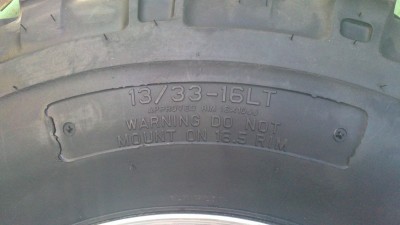 13/33-16LT
WARNING DO NOT
MOUNT ON 16.5 RIM